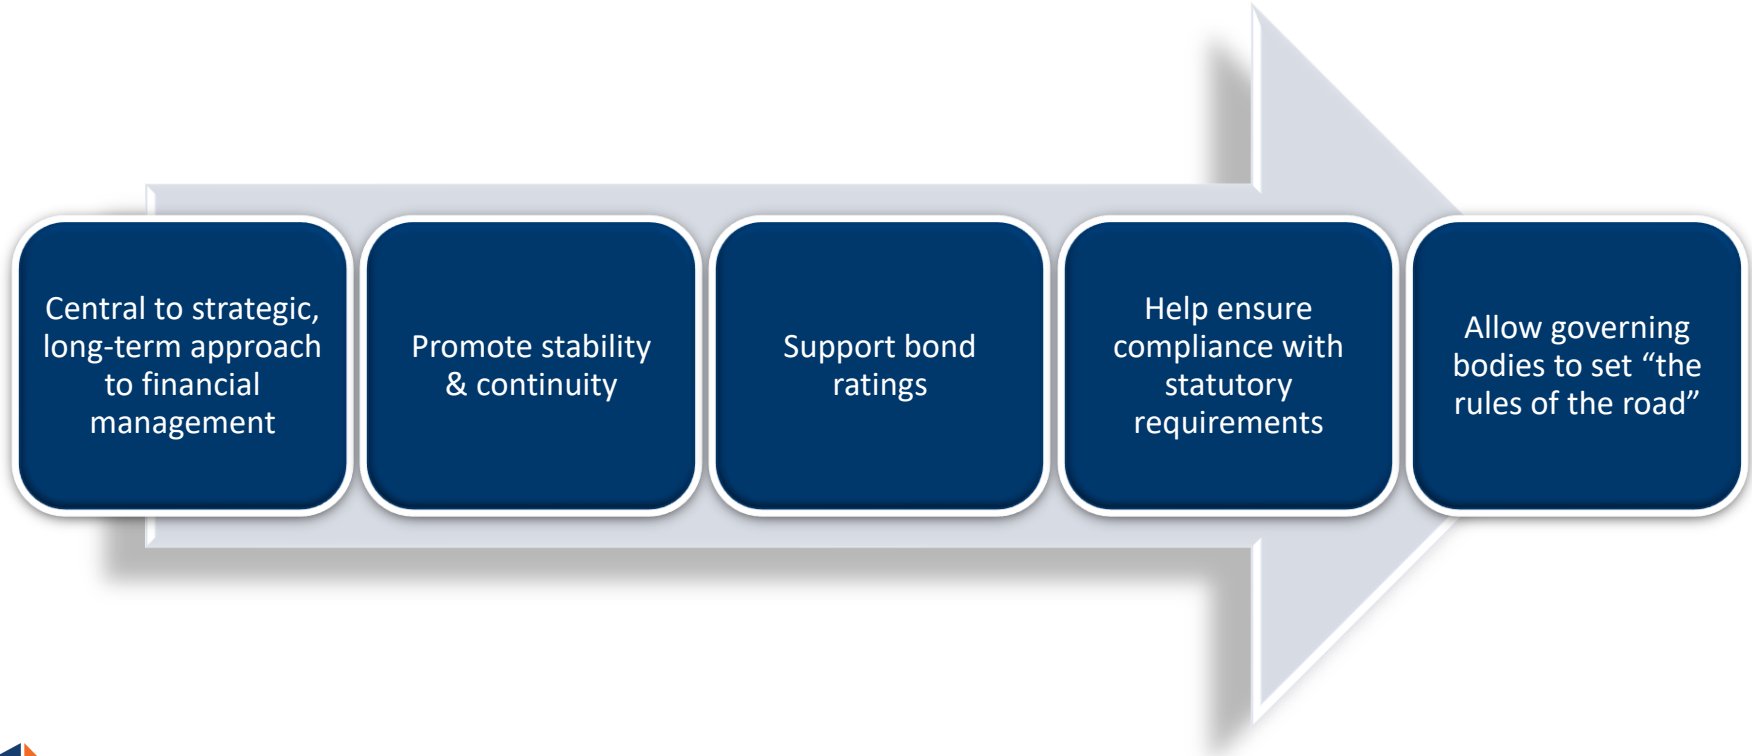 Central to strategic,
long-term approach
to financial
management
Promote stability
& continuity
Support bond
ratings
Help ensure
compliance with
statutory
requirements
Allow governing
bodies to set “the
rules of the road”